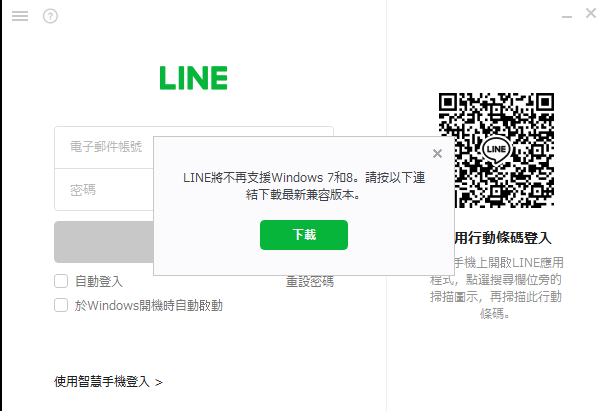 LINE
電子郵件帳號
密碼
LINE將不再支援Windows 7和8。請按以下連
結下載最新兼容版本。
下載
自動登入
重設密碼
於Windows開機時自動啟動
使用智慧手機登入 >
LINE
用行動條碼登入
手機上開啟LINE應用
程式，點選搜尋欄位旁的
掃描圖示，再掃描此行動
條碼。